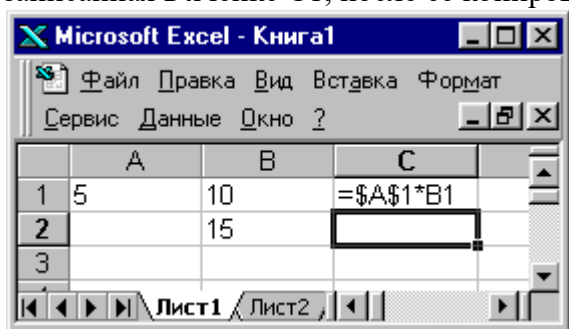 Microsoft Excel - Книга1
Файл Правка Вид Вставка Формат
Сервис Данные Окно ?
A B C
1 5 10 =$A$1*B1
2 15
3
Лист1 Лист2